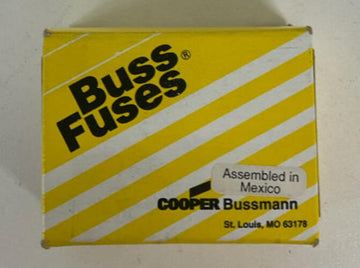 Buss®
Fuses
Assembled in
Mexico
COOPER Bussmann
St. Louis, MO 63178